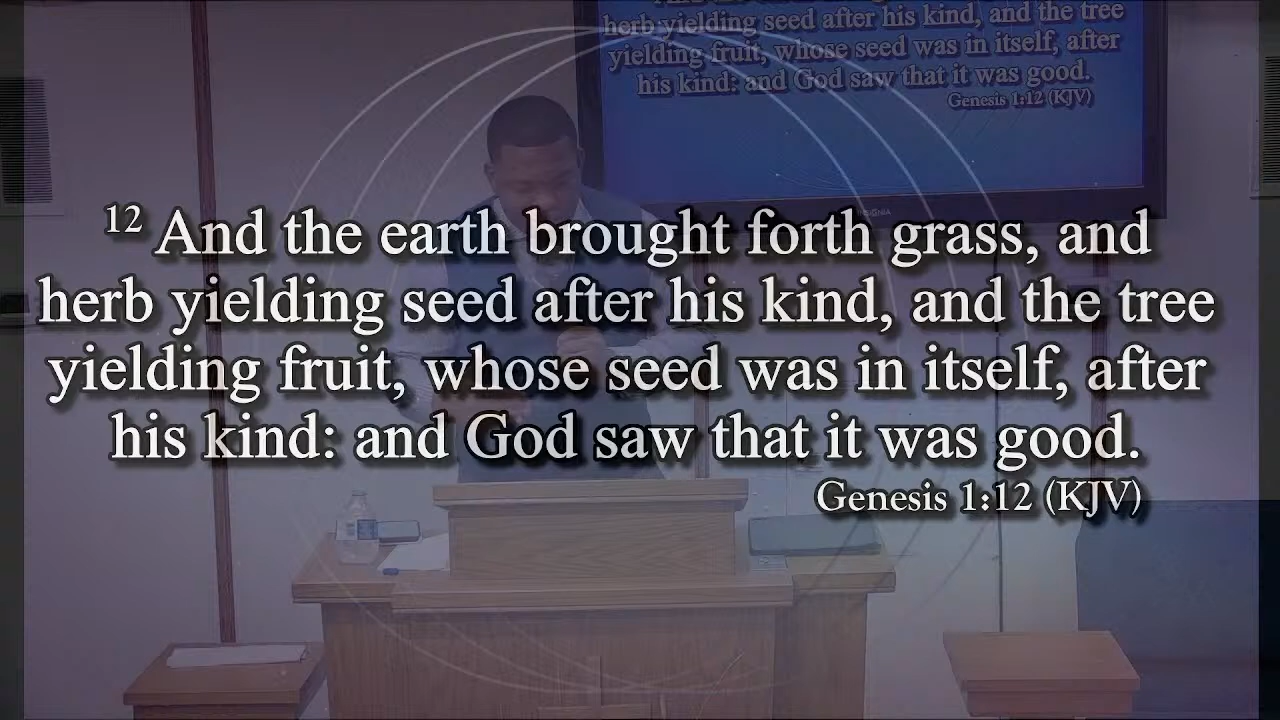 herb yielding seed after his kind, and the tree
yielding fruit, whose seed was in itself, after
his kind: and God saw that it was good.
Genesis 1:12 (KJV)
INSIGNIA
12 And the earth brought forth grass, and
herb yielding seed after his kind, and the tree
yielding fruit, whose seed was in itself, after
his kind: and God saw that it was good.
Genesis 1:12 (KJV)